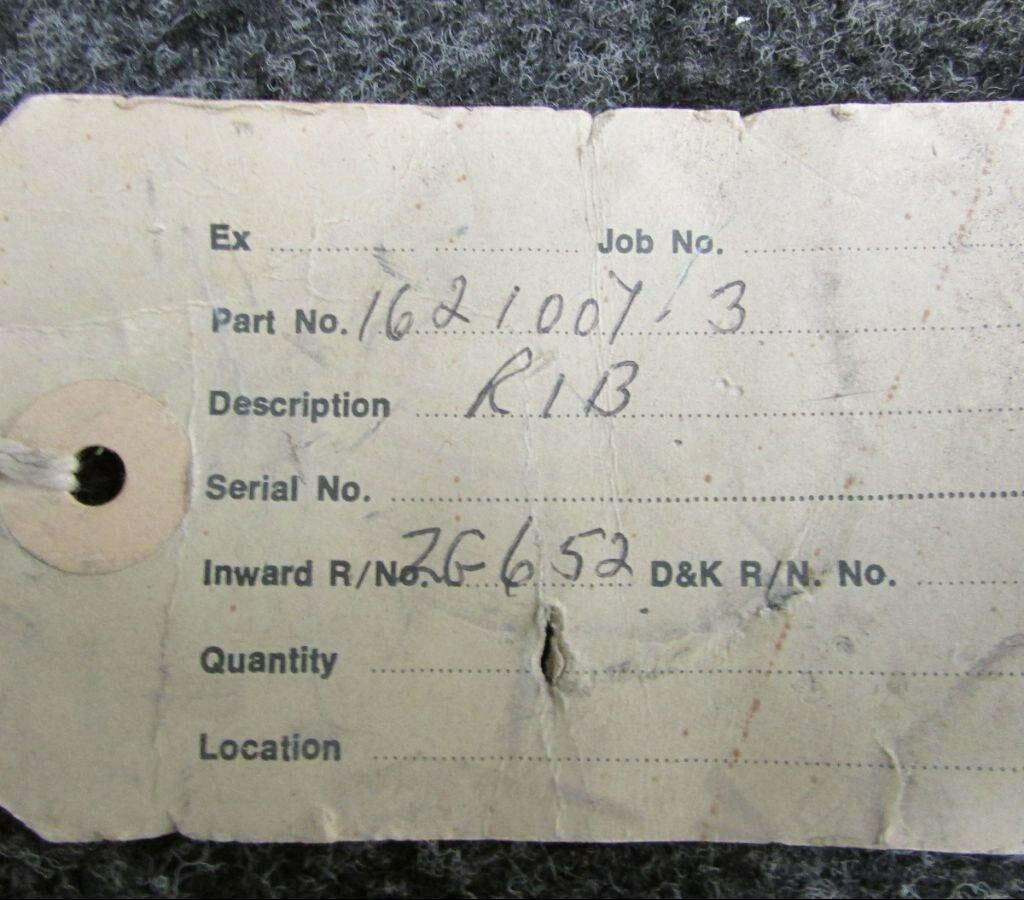 Ex ........ Job No. ........
Part No. 1621007-3
Description RIB
Serial No. ........
Inward R/No. ZG652 D&K R/N. No. ........
Quantity ........
Location ........